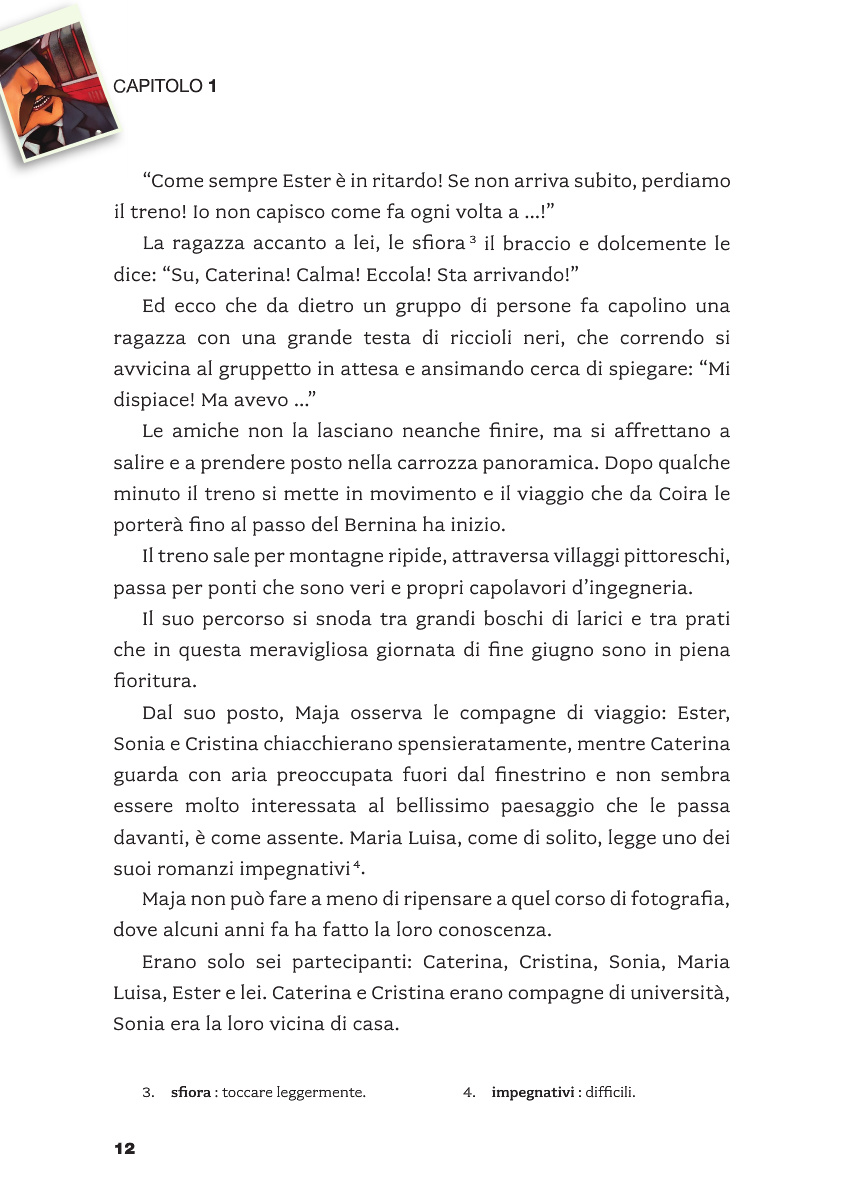 CAPITOLO 1
“Come sempre Ester è in ritardo! Se non arriva subito, perdiamo
il treno! Io non capisco come fa ogni volta a ...!”
La ragazza accanto a lei, le sfiora 3 il braccio e dolcemente le
dice: “Su, Caterina! Calma! Eccola! Sta arrivando!”
Ed ecco che da dietro un gruppo di persone fa capolino una
ragazza con una grande testa di riccioli neri, che correndo si
avvicina al gruppetto in attesa e ansimando cerca di spiegare: “Mi
dispiace! Ma avevo ...”
Le amiche non la lasciano neanche finire, ma si affrettano a
salire e a prendere posto nella carrozza panoramica. Dopo qualche
minuto il treno si mette in movimento e il viaggio che da Coira le
porterà fino al passo del Bernina ha inizio.
Il treno sale per montagne ripide, attraversa villaggi pittoreschi,
passa per ponti che sono veri e propri capolavori d’ingegneria.
Il suo percorso si snoda tra grandi boschi di larici e tra prati
che in questa meravigliosa giornata di fine giugno sono in piena
fioritura.
Dal suo posto, Maja osserva le compagne di viaggio: Ester,
Sonia e Cristina chiacchierano spensieratamente, mentre Caterina
guarda con aria preoccupata fuori dal finestrino e non sembra
essere molto interessata al bellissimo paesaggio che le passa
davanti, è come assente. Maria Luisa, come di solito, legge uno dei
suoi romanzi impegnativi 4.
Maja non può fare a meno di ripensare a quel corso di fotografia,
dove alcuni anni fa ha fatto la loro conoscenza.
Erano solo sei partecipanti: Caterina, Cristina, Sonia, Maria
Luisa, Ester e lei. Caterina e Cristina erano compagne di università,
Sonia era la loro vicina di casa.
3. sfiora : toccare leggermente.
4. impegnativi : difficili.
12